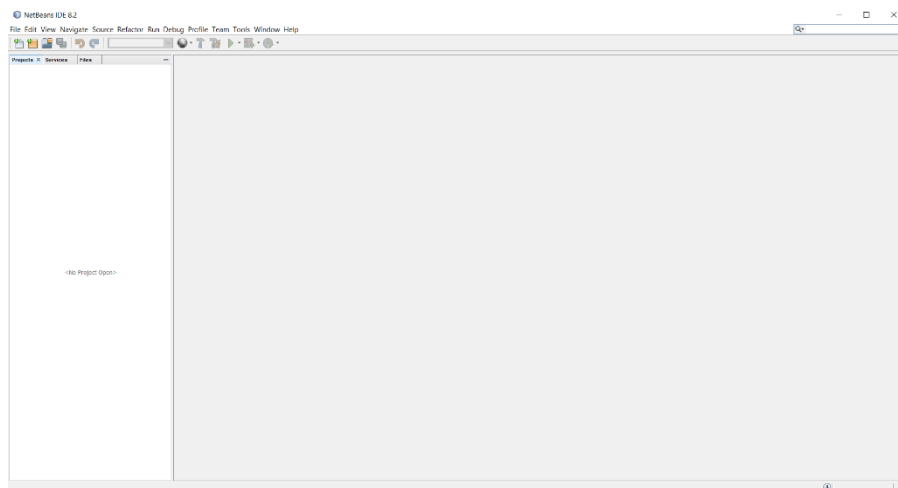 NetBeans IDE 8.2
File Edit View Navigate Source Refactor Run Debug Profile Team Tools Window Help
Projects Services Files
<No Project Open>